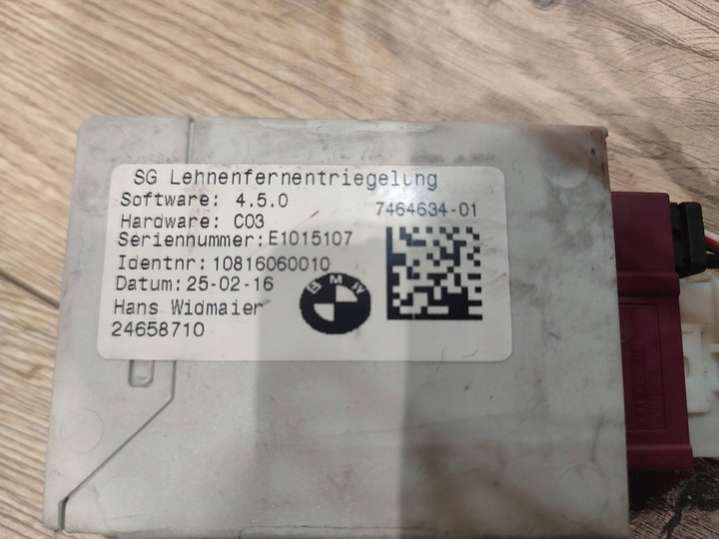 SG Lehnenfernentriegelung
Software: 4.5.0
Hardware: C03
7464634-01
Seriennummer:E1015107
Identnr:10816060010
Datum:25-02-16
Hans Widmaier
24658710
BMW